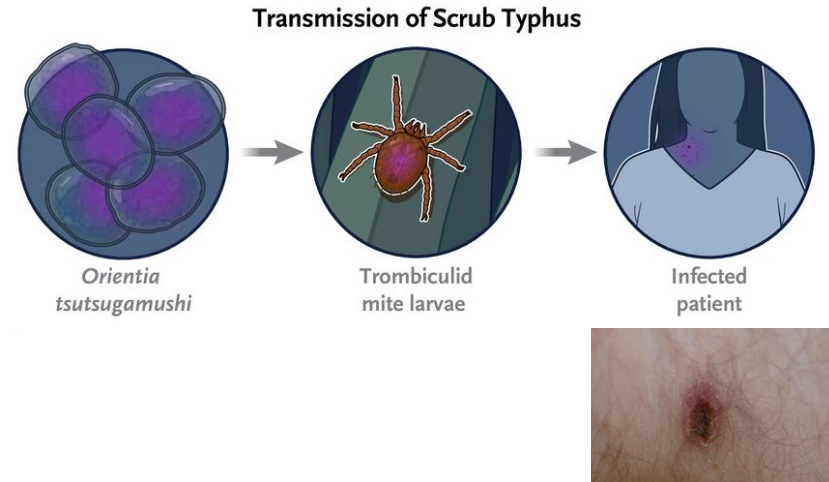 Transmission of Scrub Typhus
Orientia
tsutsugamushi
Trombiculid
mite larvae
Infected
patient